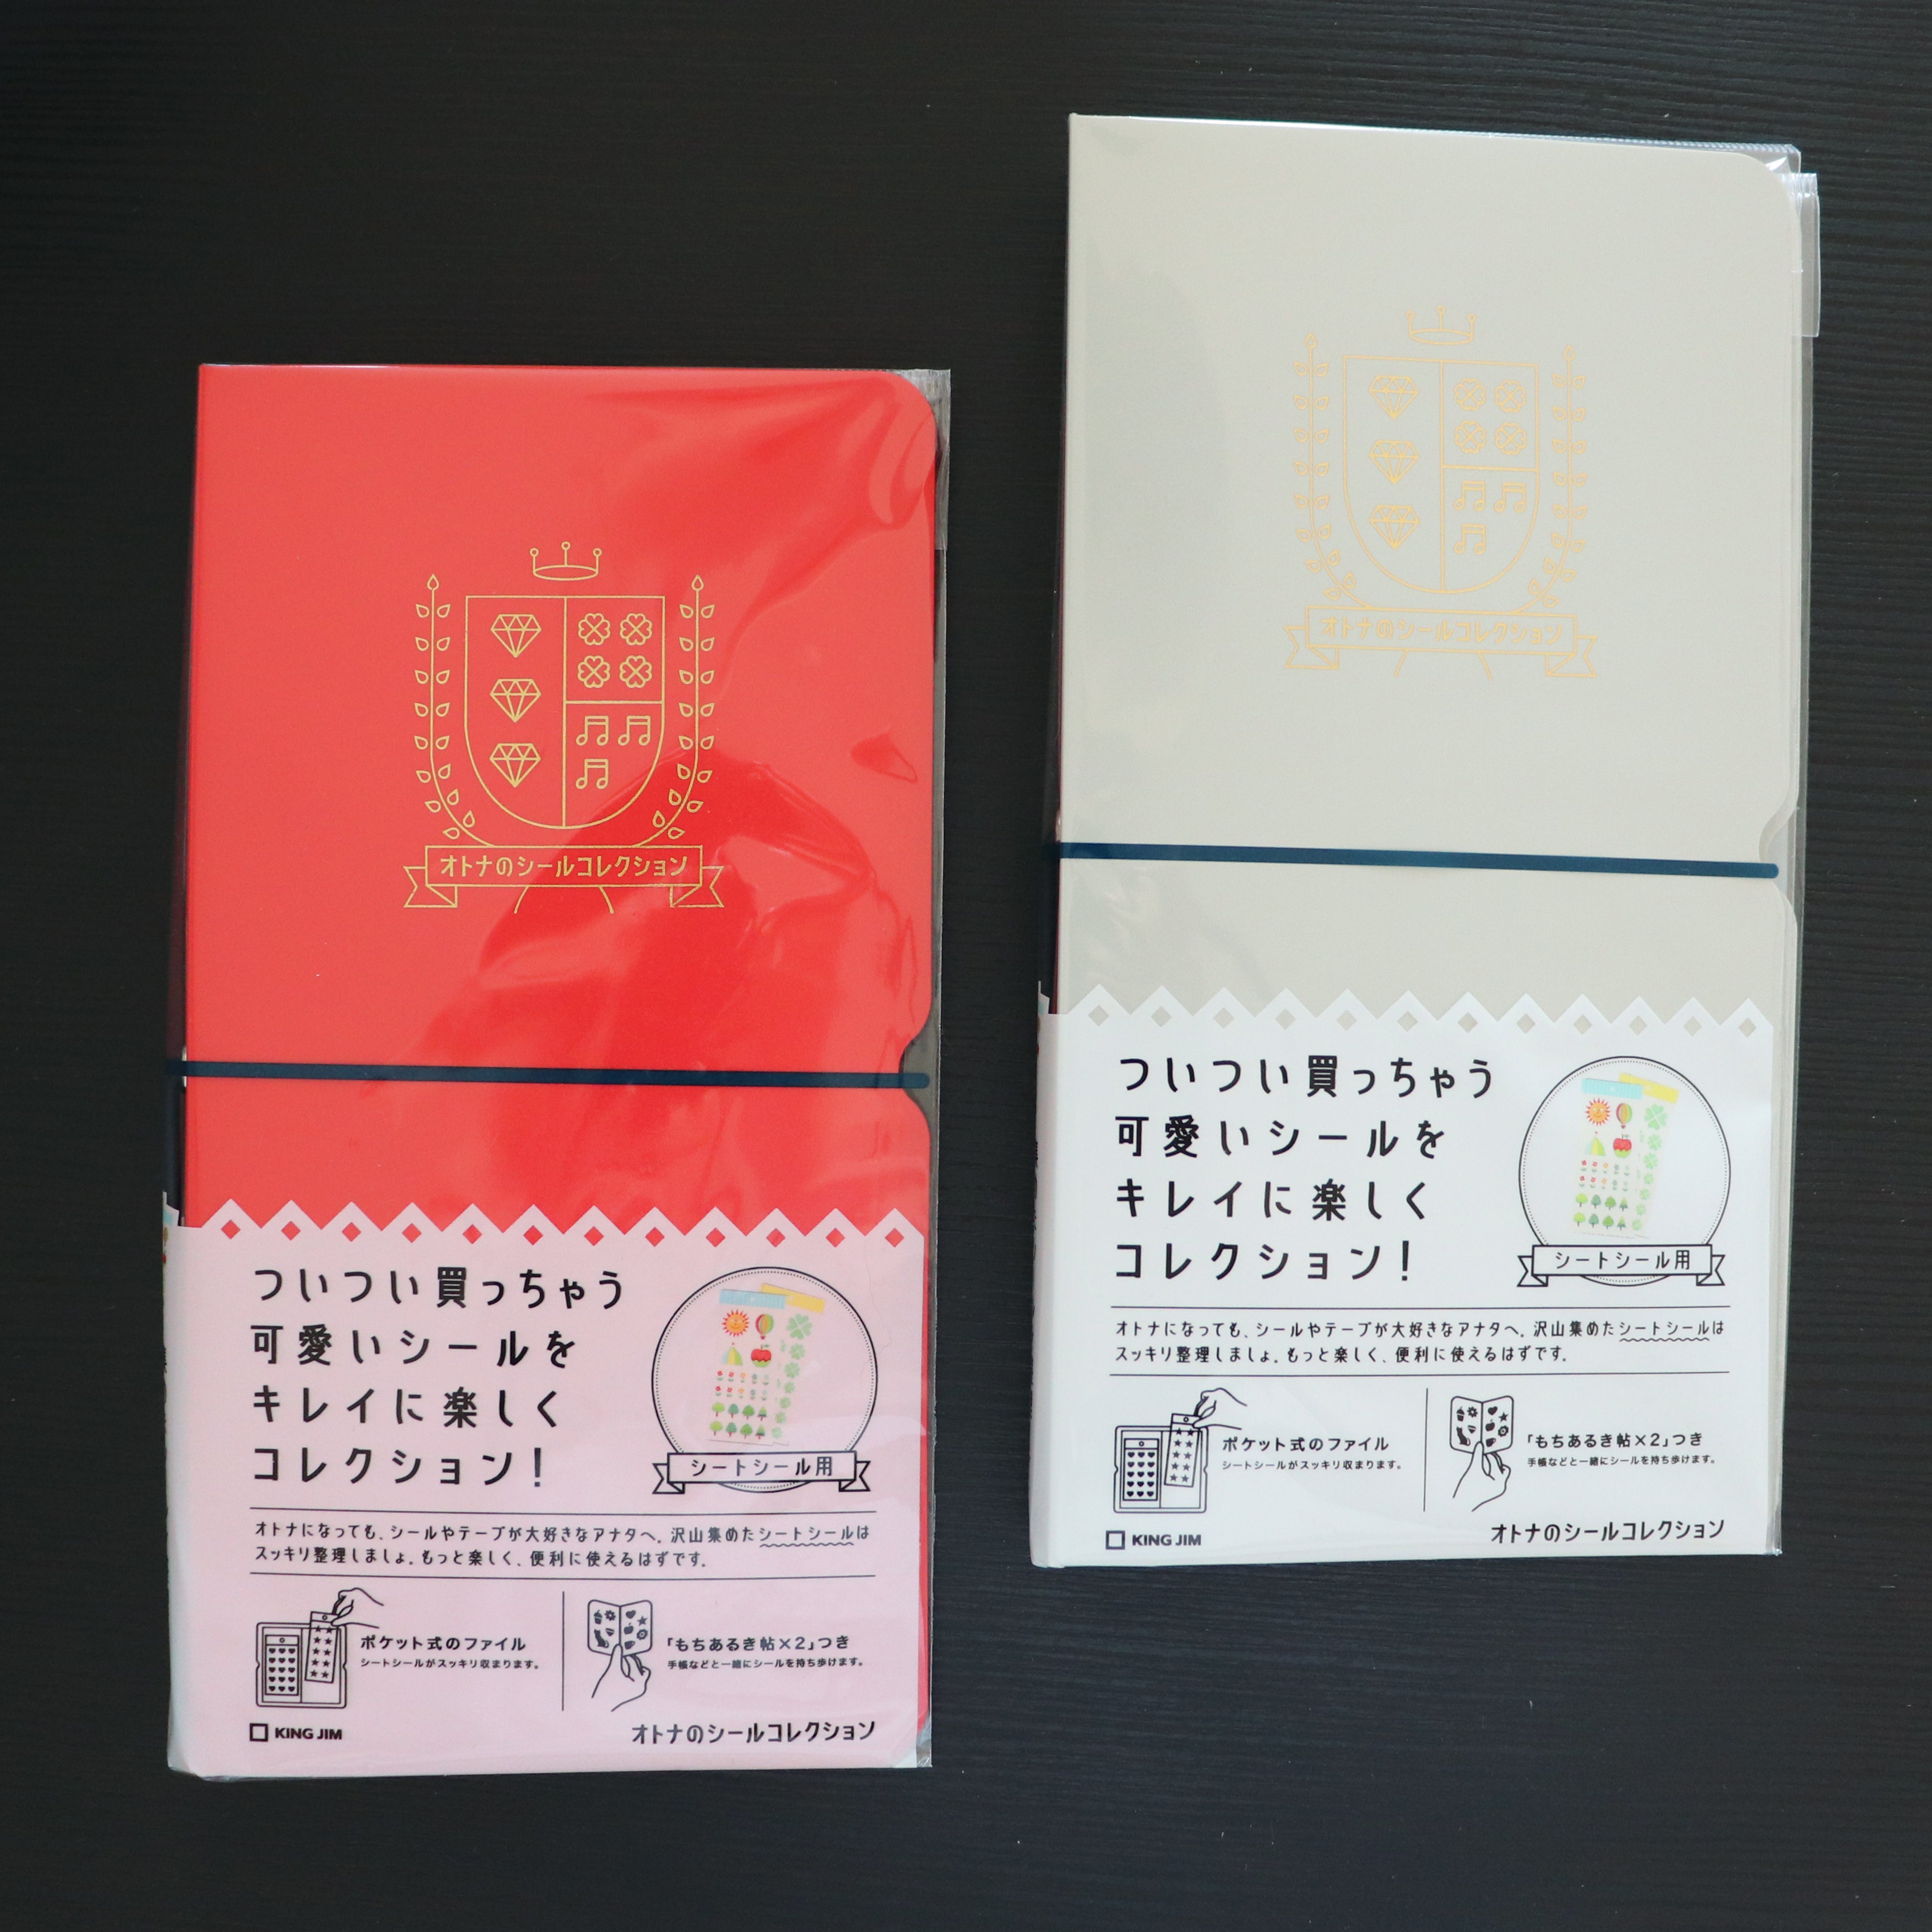 オトナのシールコレクション
ついつい買っちゃう
可愛いシールを
キレイに楽しく
コレクション!
シートシール用
オトナになっても、シールやテープが大好きなアナタへ。沢山集めたシートシールは
スッキリ整理しましょ。もっと楽しく、便利に使えるはずです。
ポケット式のファイル
シートシールがスッキリ収まります。
「もちあるき帖×2」つき
手帳などと一緒にシールを持ち歩けます。
KING JIM
オトナのシールコレクション
オトナのシールコレクション
ついつい買っちゃう
可愛いシールを
キレイに楽しく
コレクション!
シートシール用
オトナになっても、シールやテープが大好きなアナタへ。沢山集めたシートシールは
スッキリ整理しましょ。もっと楽しく、便利に使えるはずです。
ポケット式のファイル
シートシールがスッキリ収まります。
「もちあるき帖×2」つき
手帳などと一緒にシールを持ち歩けます。
KING JIM
オトナのシールコレクション